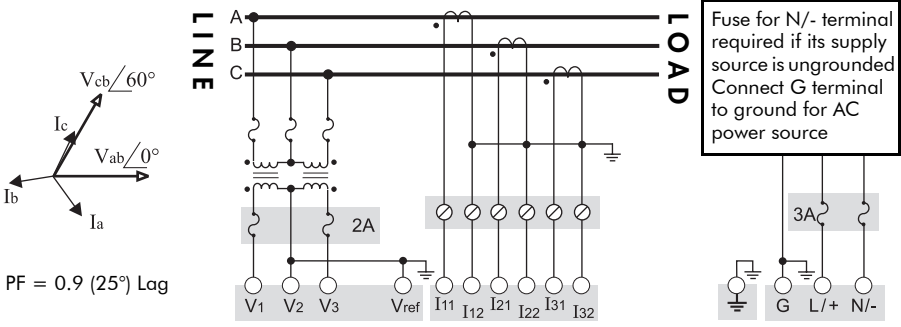 LINE
A
B
C
LOAD
Fuse for N/- terminal
required if its supply
source is ungrounded
Connect G terminal
to ground for AC
power source
Vcb/60°
Ic
Vab/0°
Ib
Ia
PF = 0.9 (25°) Lag
2A
3A
V1 V2 V3 Vref I11 I12 I21 I22 I31 I32 G L/+ N/-